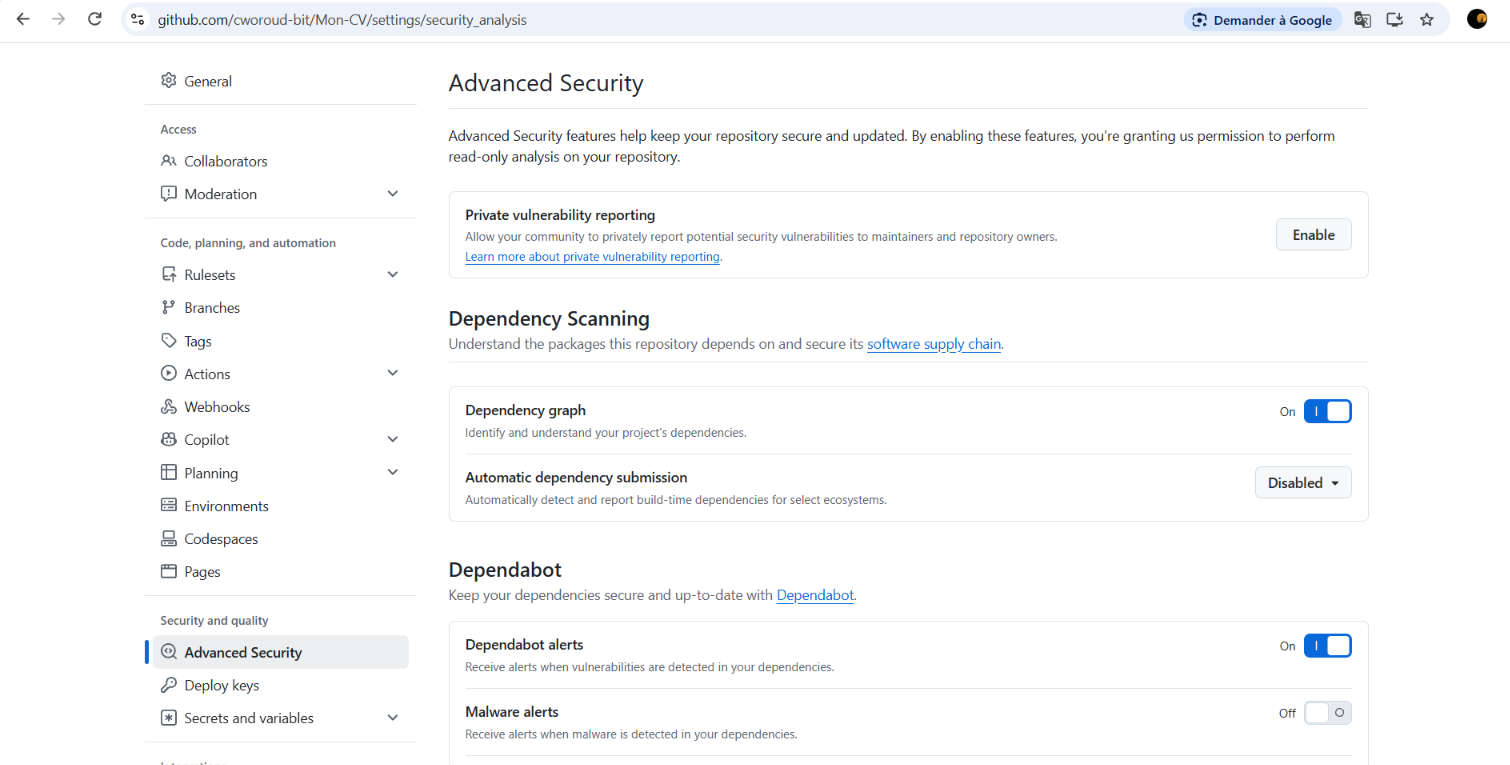 github.com/cworoud-bit/Mon-CV/settings/security_analysis
Demander à Google
General
Access
Collaborators
Moderation
Code, planning, and automation
Rulesets
Branches
Tags
Actions
Webhooks
Copilot
Planning
Environments
Codespaces
Pages
Security and quality
Advanced Security
Deploy keys
Secrets and variables
Advanced Security
Advanced Security features help keep your repository secure and updated. By enabling these features, you're granting us permission to perform
read-only analysis on your repository.
Private vulnerability reporting
Allow your community to privately report potential security vulnerabilities to maintainers and repository owners.
Learn more about private vulnerability reporting.
Enable
Dependency Scanning
Understand the packages this repository depends on and secure its software supply chain.
Dependency graph
On
Identify and understand your project's dependencies.
Automatic dependency submission
Disabled
Automatically detect and report build-time dependencies for select ecosystems.
Dependabot
Keep your dependencies secure and up-to-date with Dependabot.
Dependabot alerts
On
Receive alerts when vulnerabilities are detected in your dependencies.
Malware alerts
Off
Receive alerts when malware is detected in your dependencies.